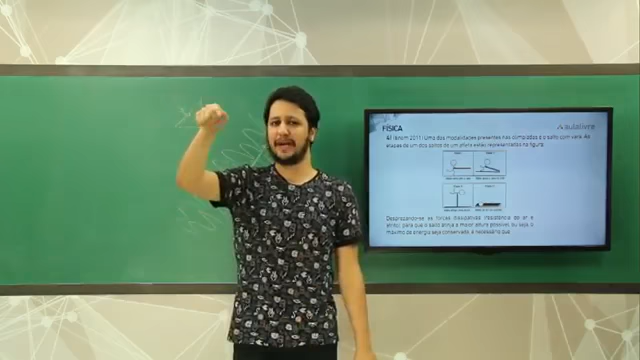 FÍSICA
Aulalivre
41 (Enem 2011) Uma das modalidades presentes nas olimpíadas é o salto com vara. As
etapas de um dos saltos de um atleta estão representadas na figura:
Desprezando-se as forças dissipativas (resistência do ar e
atrito), para que o salto atinja a maior altura possível, ou seja, o
máximo de energia seja conservada, é necessário que